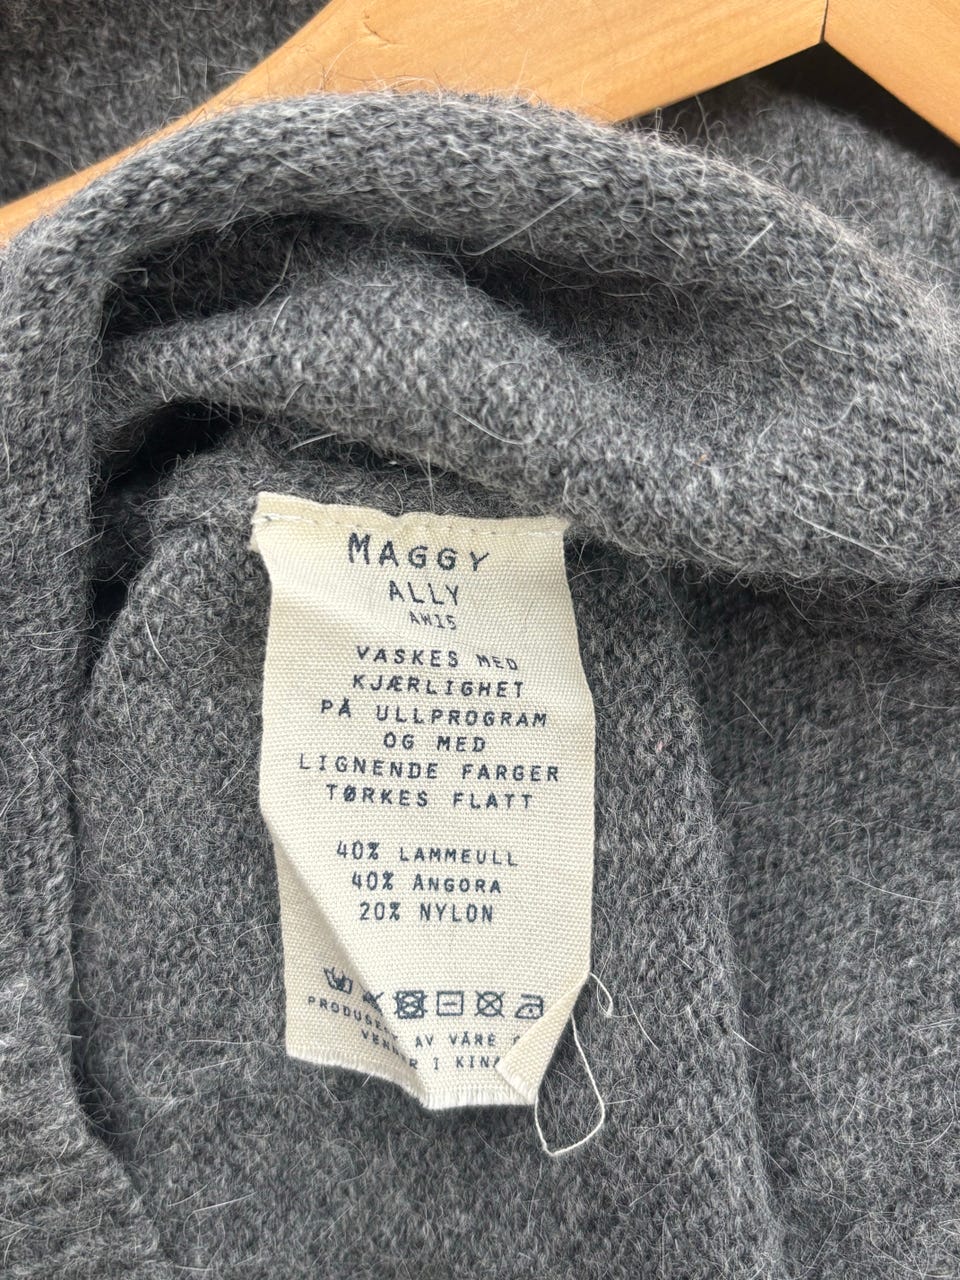 MAGGY
ALLY
AW15
VASKES MED
KJÆRLIGHET
PÅ ULLPROGRAM
OG MED
LIGNENDE FARGER
TØRKES FLATT
40% LAMMEULL
40% ANGORA
20% NYLON
AV VÅRE
I